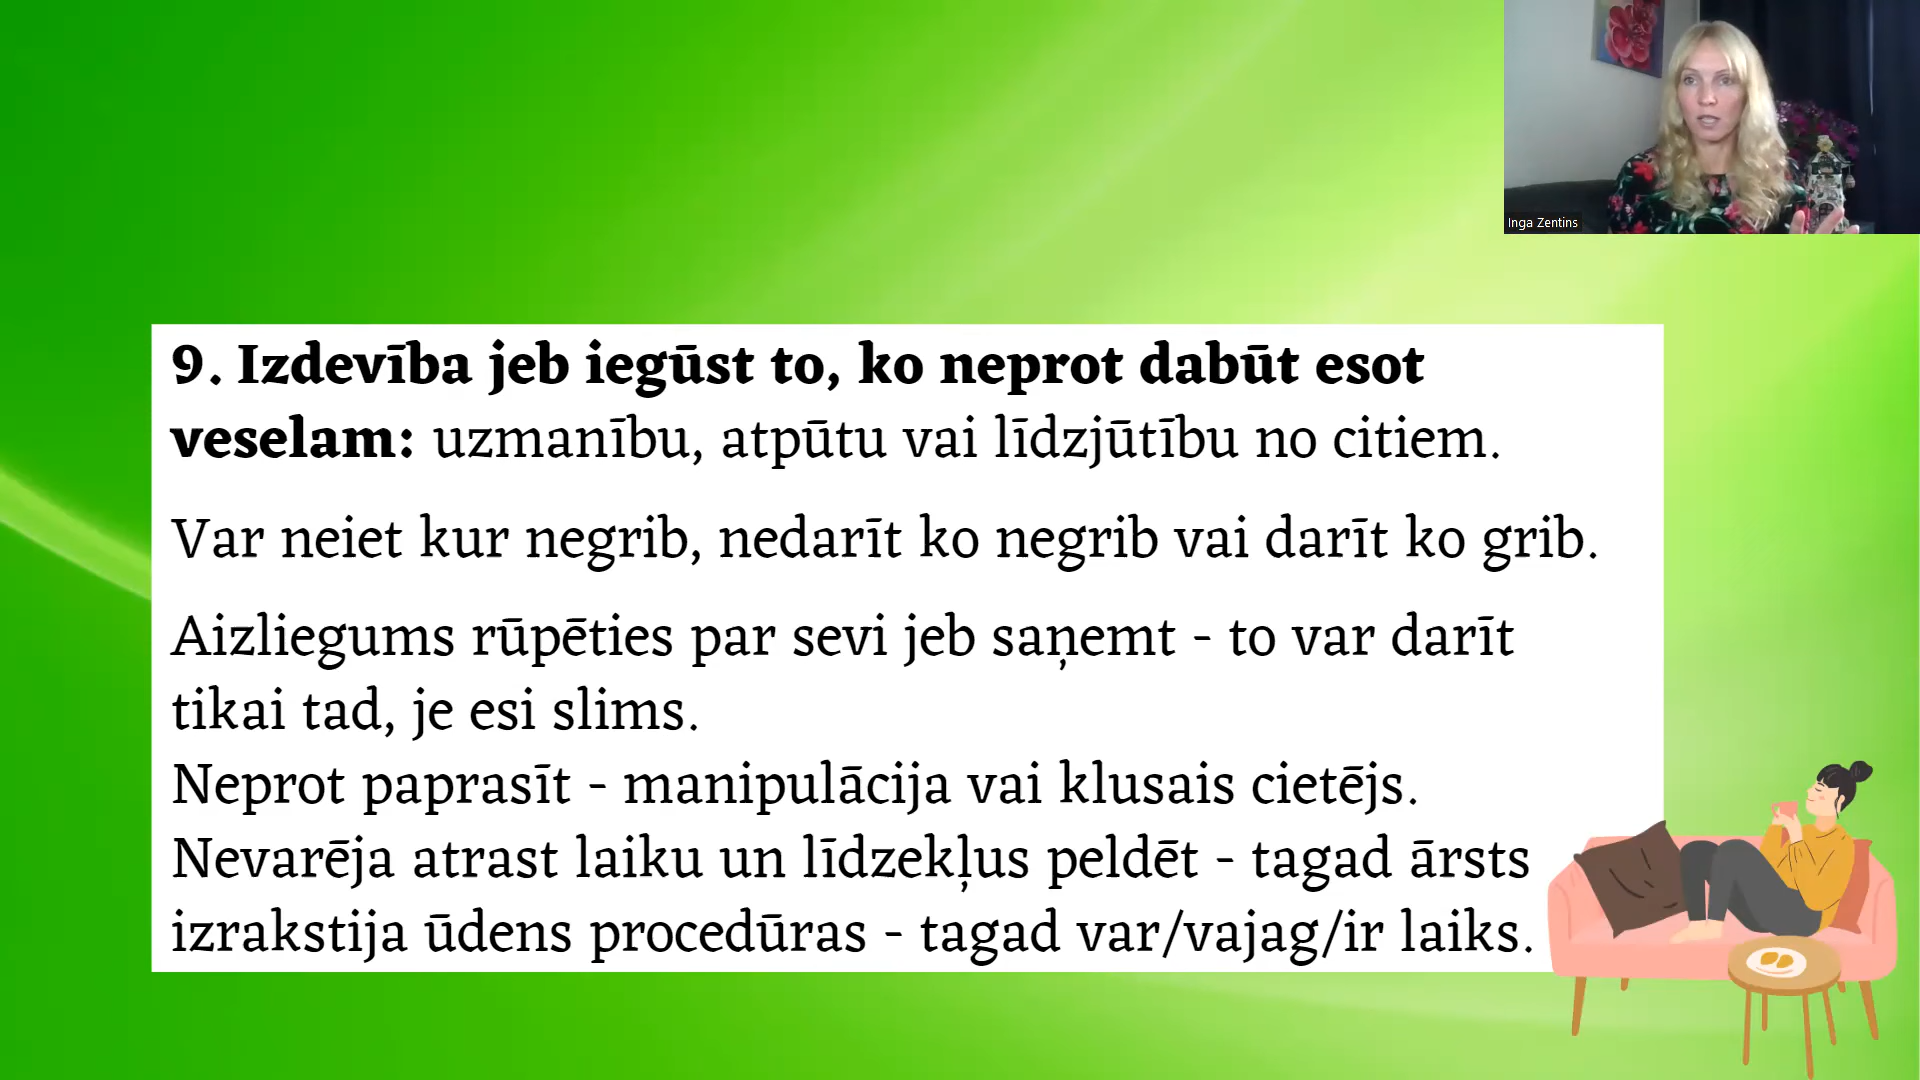 Inga Zentins
9. Izdevība jeb iegūst to, ko neprot dabūt esot
veselam: uzmanību, atpūtu vai līdzjūtību no citiem.
Var neiet kur negrib, nedarīt ko negrib vai darīt ko grib.
Aizliegums rūpēties par sevi jeb saņemt - to var darīt
tikai tad, je esi slims.
Neprot paprasīt - manipulācija vai klusais cietējs.
Nevarēja atrast laiku un līdzekļus peldēt - tagad ārsts
izrakstija ūdens procedūras - tagad var/vajag/ir laiks.